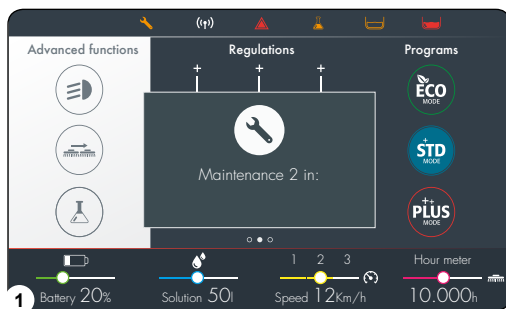 Advanced functions
Regulations
Programs
+ + +
ECO
MODE
Maintenance 2 in:
+
STD
MODE
++
PLUS
MODE
1 2 3
Hour meter
1
Battery 20%
Solution 50l
Speed 12Km/h
10.000h